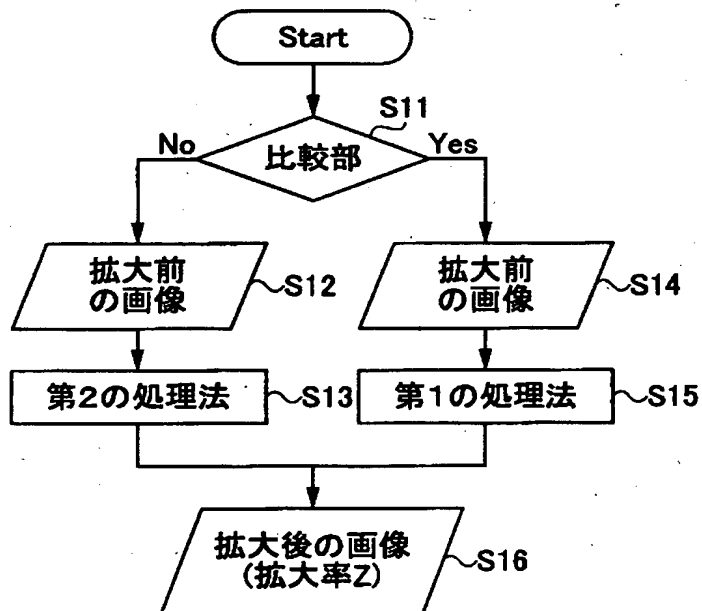 Start
S11
No
Yes
比較部
拡大前
の画像
S12
拡大前
の画像
S14
第2の処理法
S13
第1の処理法
S15
拡大後の画像
(拡大率Z)
S16